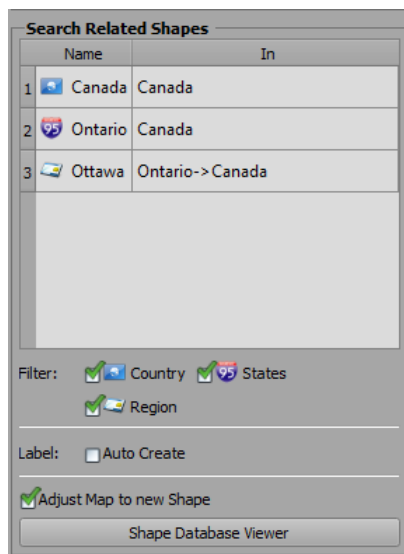 Search Related Shapes
Name In
1 Canada Canada
2 95 Ontario Canada
3 Ottawa Ontario->Canada
Filter: Country 95 States
Region
Label: Auto Create
Adjust Map to new Shape
Shape Database Viewer